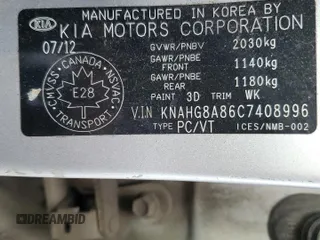 MANUFACTURED IN KOREA BY
KIA KIA MOTORS CORPORATION
07/12
GVWR/PNBV 2030kg
GAWR/PNBE FRONT 1140kg
GAWR/PNBE REAR 1180kg
CANADA CMVSS NSVAC TRANSPORT
E28
PAINT 3D TRIM WK
V.I.N KNAHG8A86C7408996
TYPE PC/VT ICES/NMB-002
DREAMBID